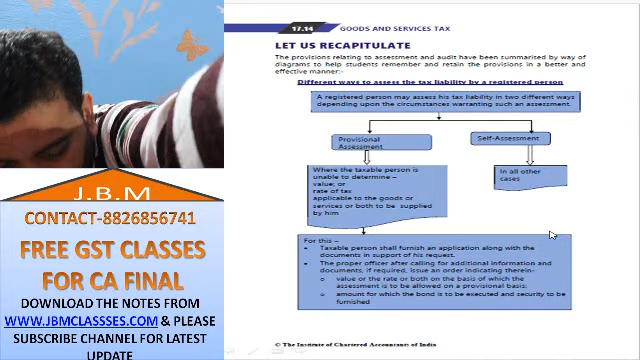 17.14 GOODS AND SERVICES TAX
LET US RECAPITULATE
The provisions relating to assessment and audit have been summarised by way of
diagrams to help students remember and retain the provisions in a better and
effective manner:-
Different ways to assess the tax liability by a registered person
A registered person may assess his tax liability in two different ways
depending upon the circumstances warranting such an assessment.
Provisional
Assessment
Self-Assessment
Where the taxable person is
unable to determine –
value; or
rate of tax
applicable to the goods or
services or both to be supplied
by him
In all other
cases
For this –
• Taxable person shall furnish an application along with the
documents in support of his request.
• The proper officer after calling for additional information and
documents, if required, issue an order indicating therein-
o value or the rate or both on the basis of which the
assessment is to be allowed on a provisional basis;
o amount for which the bond is to be executed and security to be
furnished
© The Institute of Chartered Accountants of India
J.B.M
CONTACT-8826856741
FREE GST CLASSES
FOR CA FINAL
DOWNLOAD THE NOTES FROM
WWW.JBMCLASSSES.COM & PLEASE
SUBSCRIBE CHANNEL FOR LATEST
UPDATE